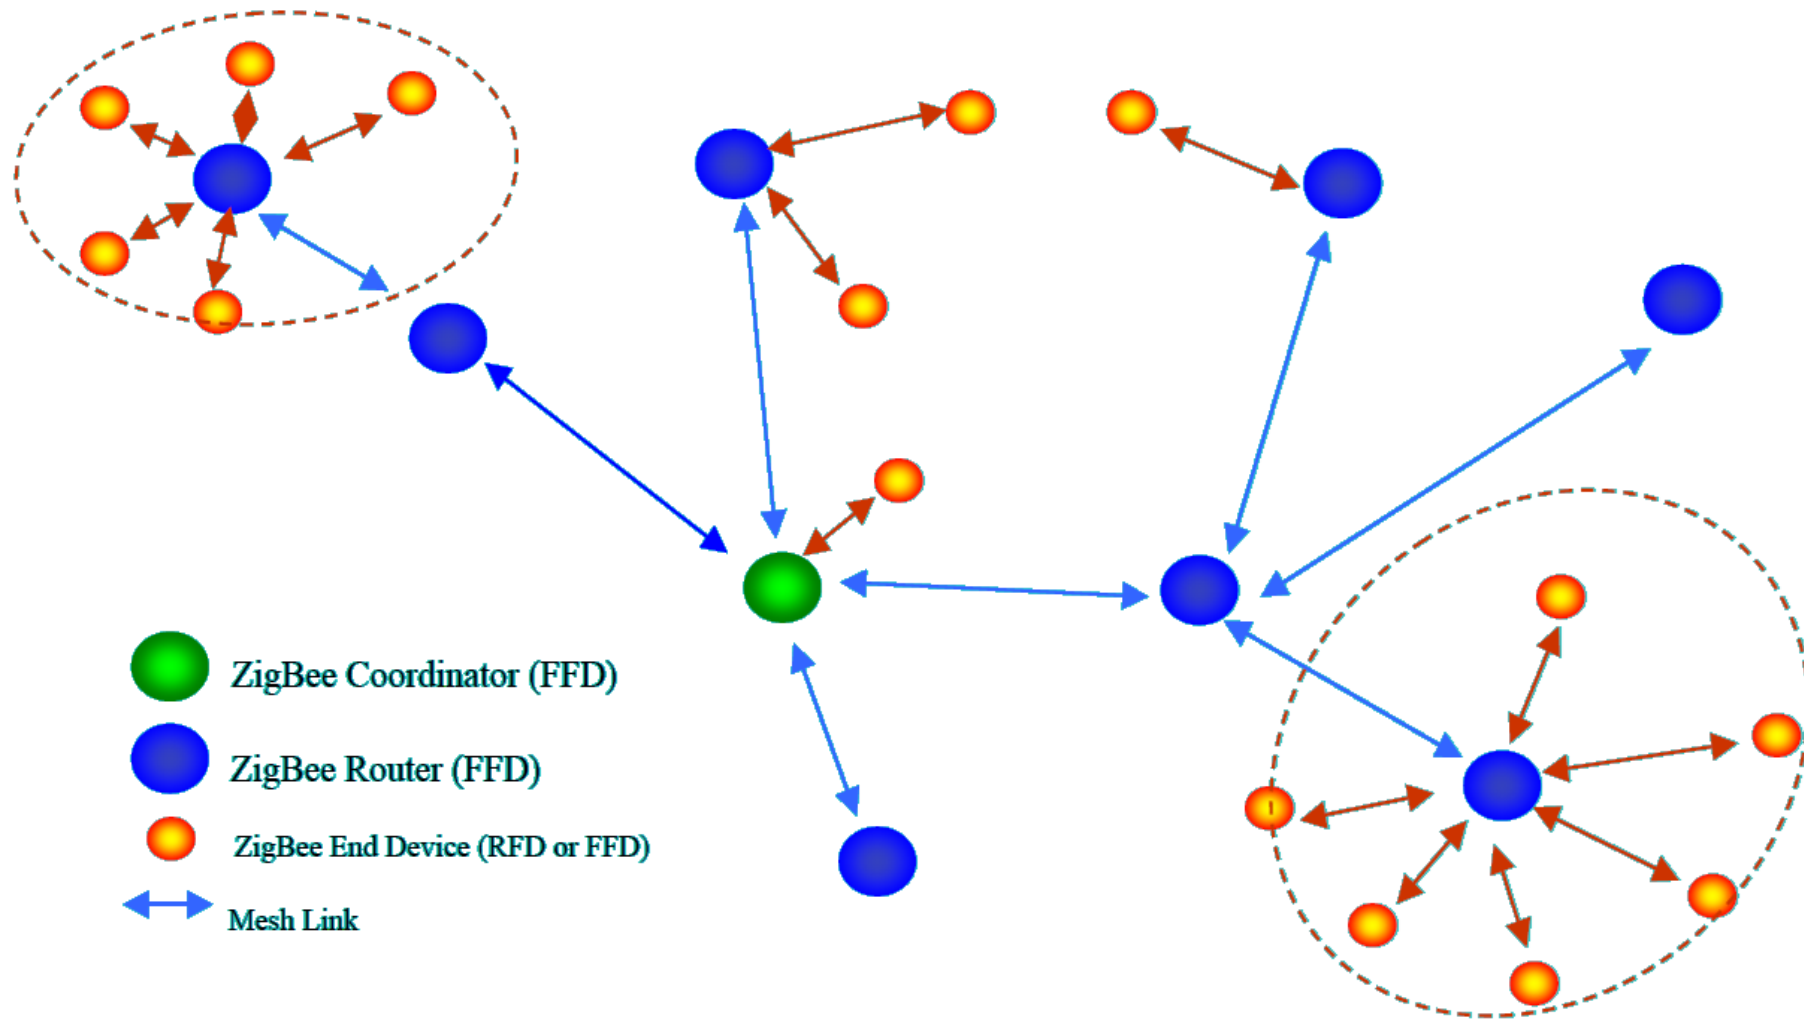 ZigBee Coordinator (FFD)
ZigBee Router (FFD)
ZigBee End Device (RFD or FFD)
Mesh Link